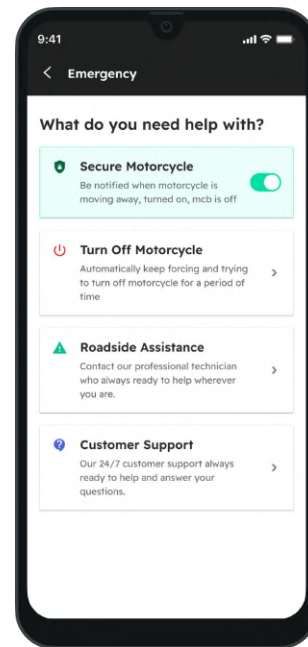 9:41
Emergency
What do you need help with?
Secure Motorcycle
Be notified when motorcycle is
moving away, turned on, mcb is off
Turn Off Motorcycle
Automatically keep forcing and trying
to turn off motorcycle for a period of
time
Roadside Assistance
Contact our professional technician
who always ready to help wherever
you are.
Customer Support
Our 24/7 customer support always
ready to help and answer your
questions.